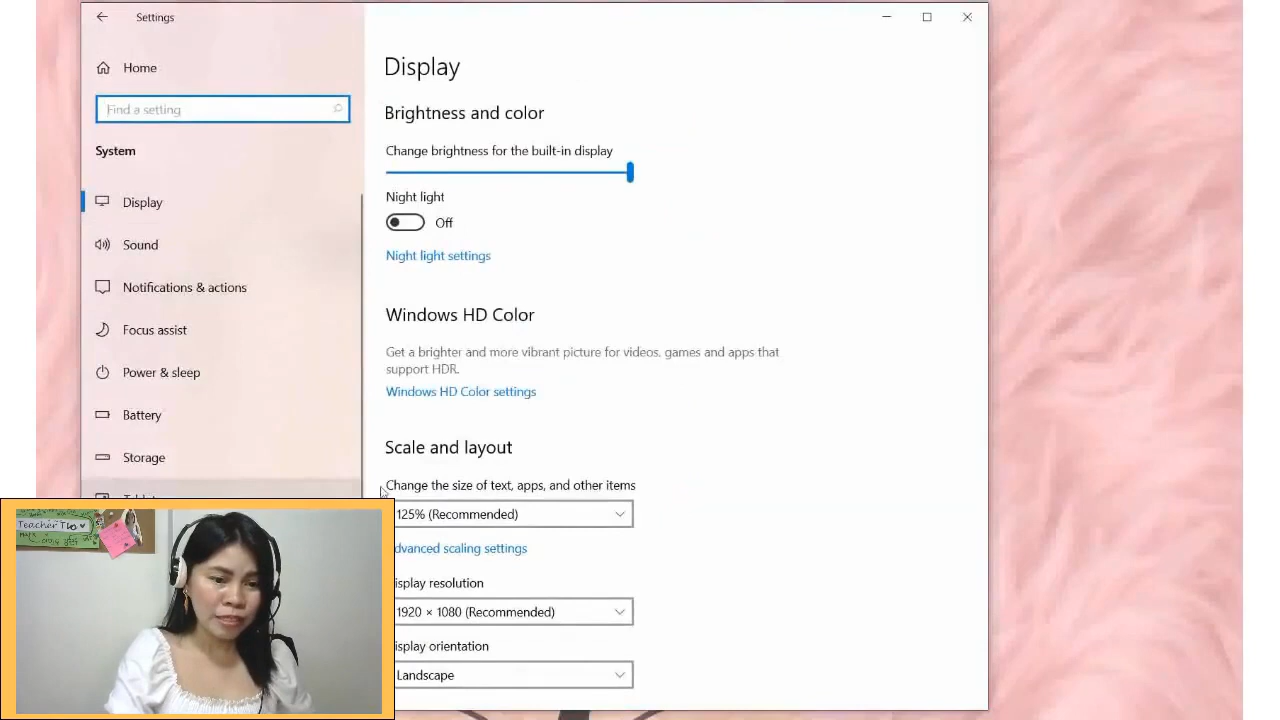 Settings
Home
Find a setting
System
Display
Sound
Notifications & actions
Focus assist
Power & sleep
Battery
Storage
Display
Brightness and color
Change brightness for the built-in display
Night light
Off
Night light settings
Windows HD Color
Get a brighter and more vibrant picture for videos, games and apps that
support HDR.
Windows HD Color settings
Scale and layout
Change the size of text, apps, and other items
125% (Recommended)
dvanced scaling settings
isplay resolution
1920 × 1080 (Recommended)
isplay orientation
Landscape
Teacher